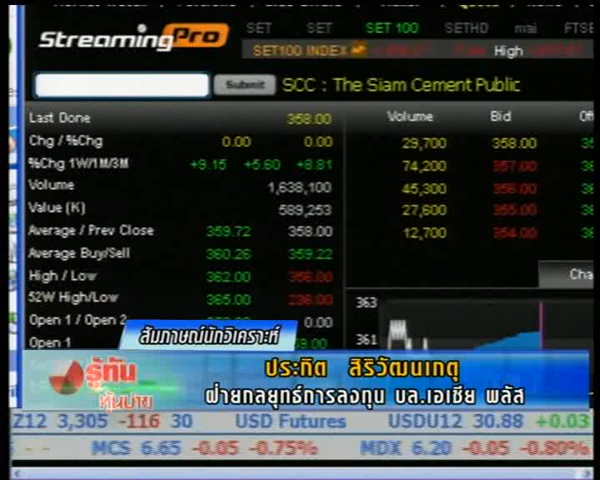 StreamingPro
SET SET SET 100 SETHD mai FTSE
SET100 INDEX High
Submit SCC : The Siam Cement Public
Last Done 358.00 Volume Bid
Chg / %Chg 0.00 0.00 29,700 358.00
%Chg 1W/1M/3M +9.15 +5.60 +8.81 74,200 357.00
Volume 1,638,100 45,300 356.00
Value (K) 589,253 27,600 355.00
Average / Prev Close 359.72 358.00 12,700 354.00
Average Buy/Sell 360.26 359.22
High / Low 362.00 356.00
52W High/Low 365.00 236.00 363
Open 1 / Open 2 0.00
Open 1 361
สัมภาษณ์นักวิเคราะห์
รู้ทัน
หุ้นบ่าย
ประกิต สิริวัฒนเกตุ
ฝ่ายกลยุทธ์การลงทุน บล.เอเซีย พลัส
Z12 3,305 -116 30 USD Futures USDU12 30.88 +0.03
- - MCS 6.65 -0.05 -0.75% MDX 6.20 -0.05 -0.80%